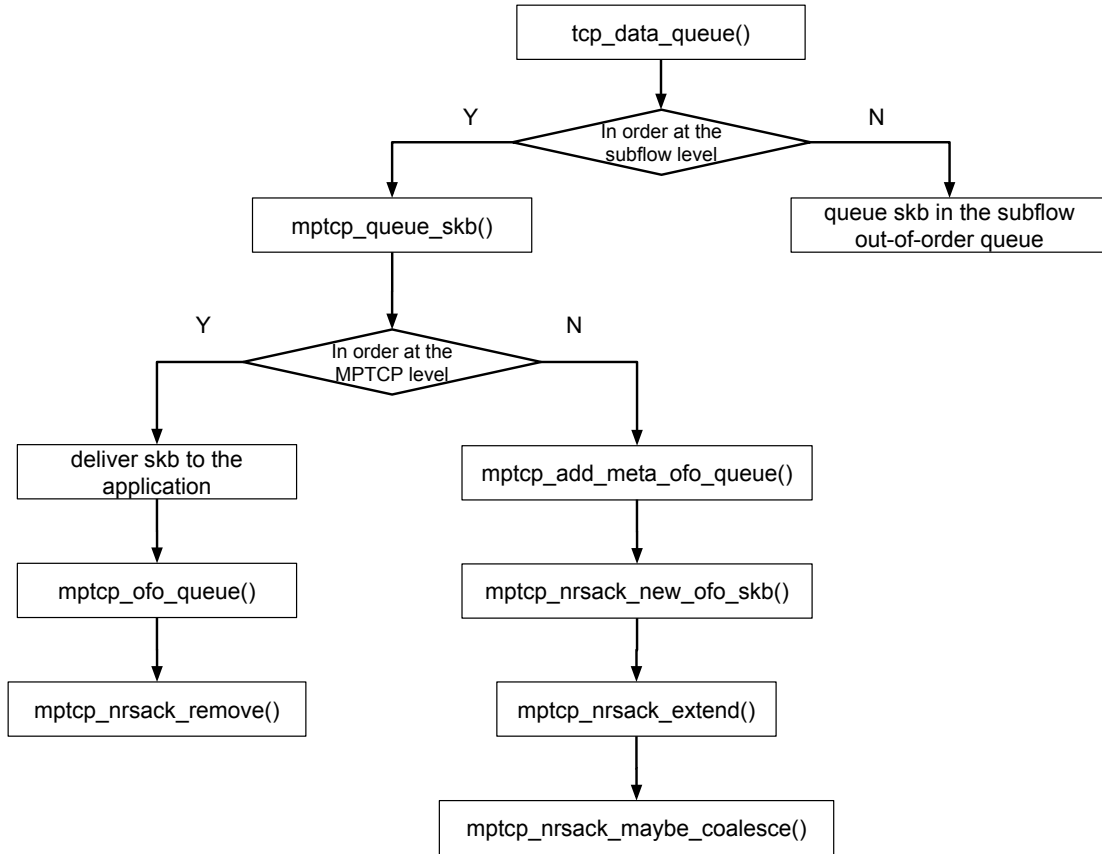 tcp_data_queue()
Y
In order at the
subflow level
N
mptcp_queue_skb()
queue skb in the subflow
out-of-order queue
Y
In order at the
MPTCP level
N
deliver skb to the
application
mptcp_add_meta_ofo_queue()
mptcp_ofo_queue()
mptcp_nrsack_new_ofo_skb()
mptcp_nrsack_remove()
mptcp_nrsack_extend()
mptcp_nrsack_maybe_coalesce()